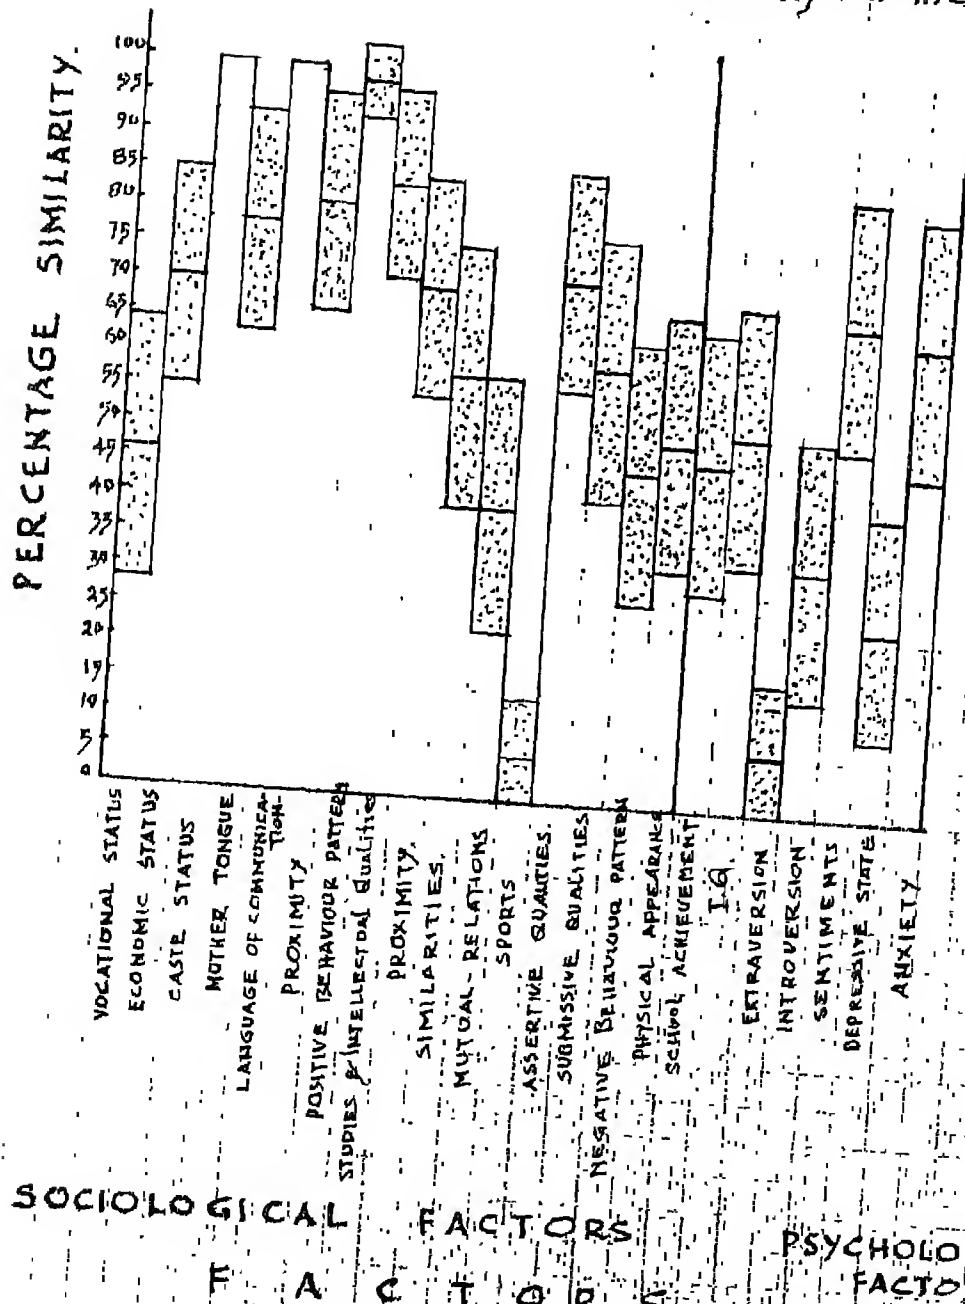 PERCENTAGE SIMILARITY.
100
95
90
85
80
75
70
65
60
55
50
45
40
35
30
25
20
15
10
5
0
VOCATIONAL STATUS
ECONOMIC STATUS
CASTE STATUS
MOTHER TONGUE
LANGUAGE OF COMMUNICA-
TION-
PROXIMITY
POSITIVE BEHAVIOUR PATTERN
STUDIES & INTELLECTUAL QUALITIES
PROXIMITY.
SIMILARITIES.
MUTUAL-RELATIONS
SPORTS
ASSERTIVE QUALITIES.
SUBMISSIVE QUALITIES
NEGATIVE BEHAVIOUR PATTERN
PHYSICAL APPEARANCE
SCHOOL ACHIEVEMENT
I.Q
EXTRAVERSION
INTROVERSION
SENTIMENTS
DEPRESSIVE STATE
ANXIETY
SOCIOLOGICAL FACTORS
PSYCHOLO
FACTO